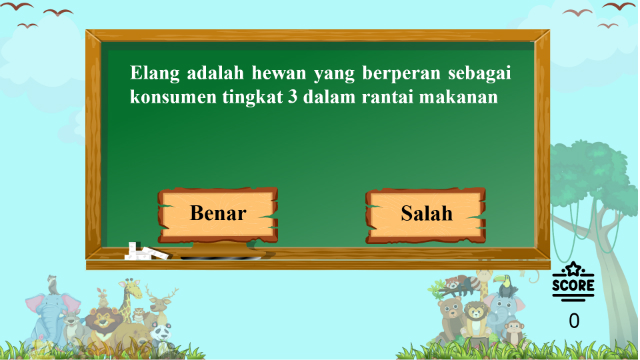 Elang adalah hewan yang berperan sebagai
konsumen tingkat 3 dalam rantai makanan
Benar
Salah
SCORE
0